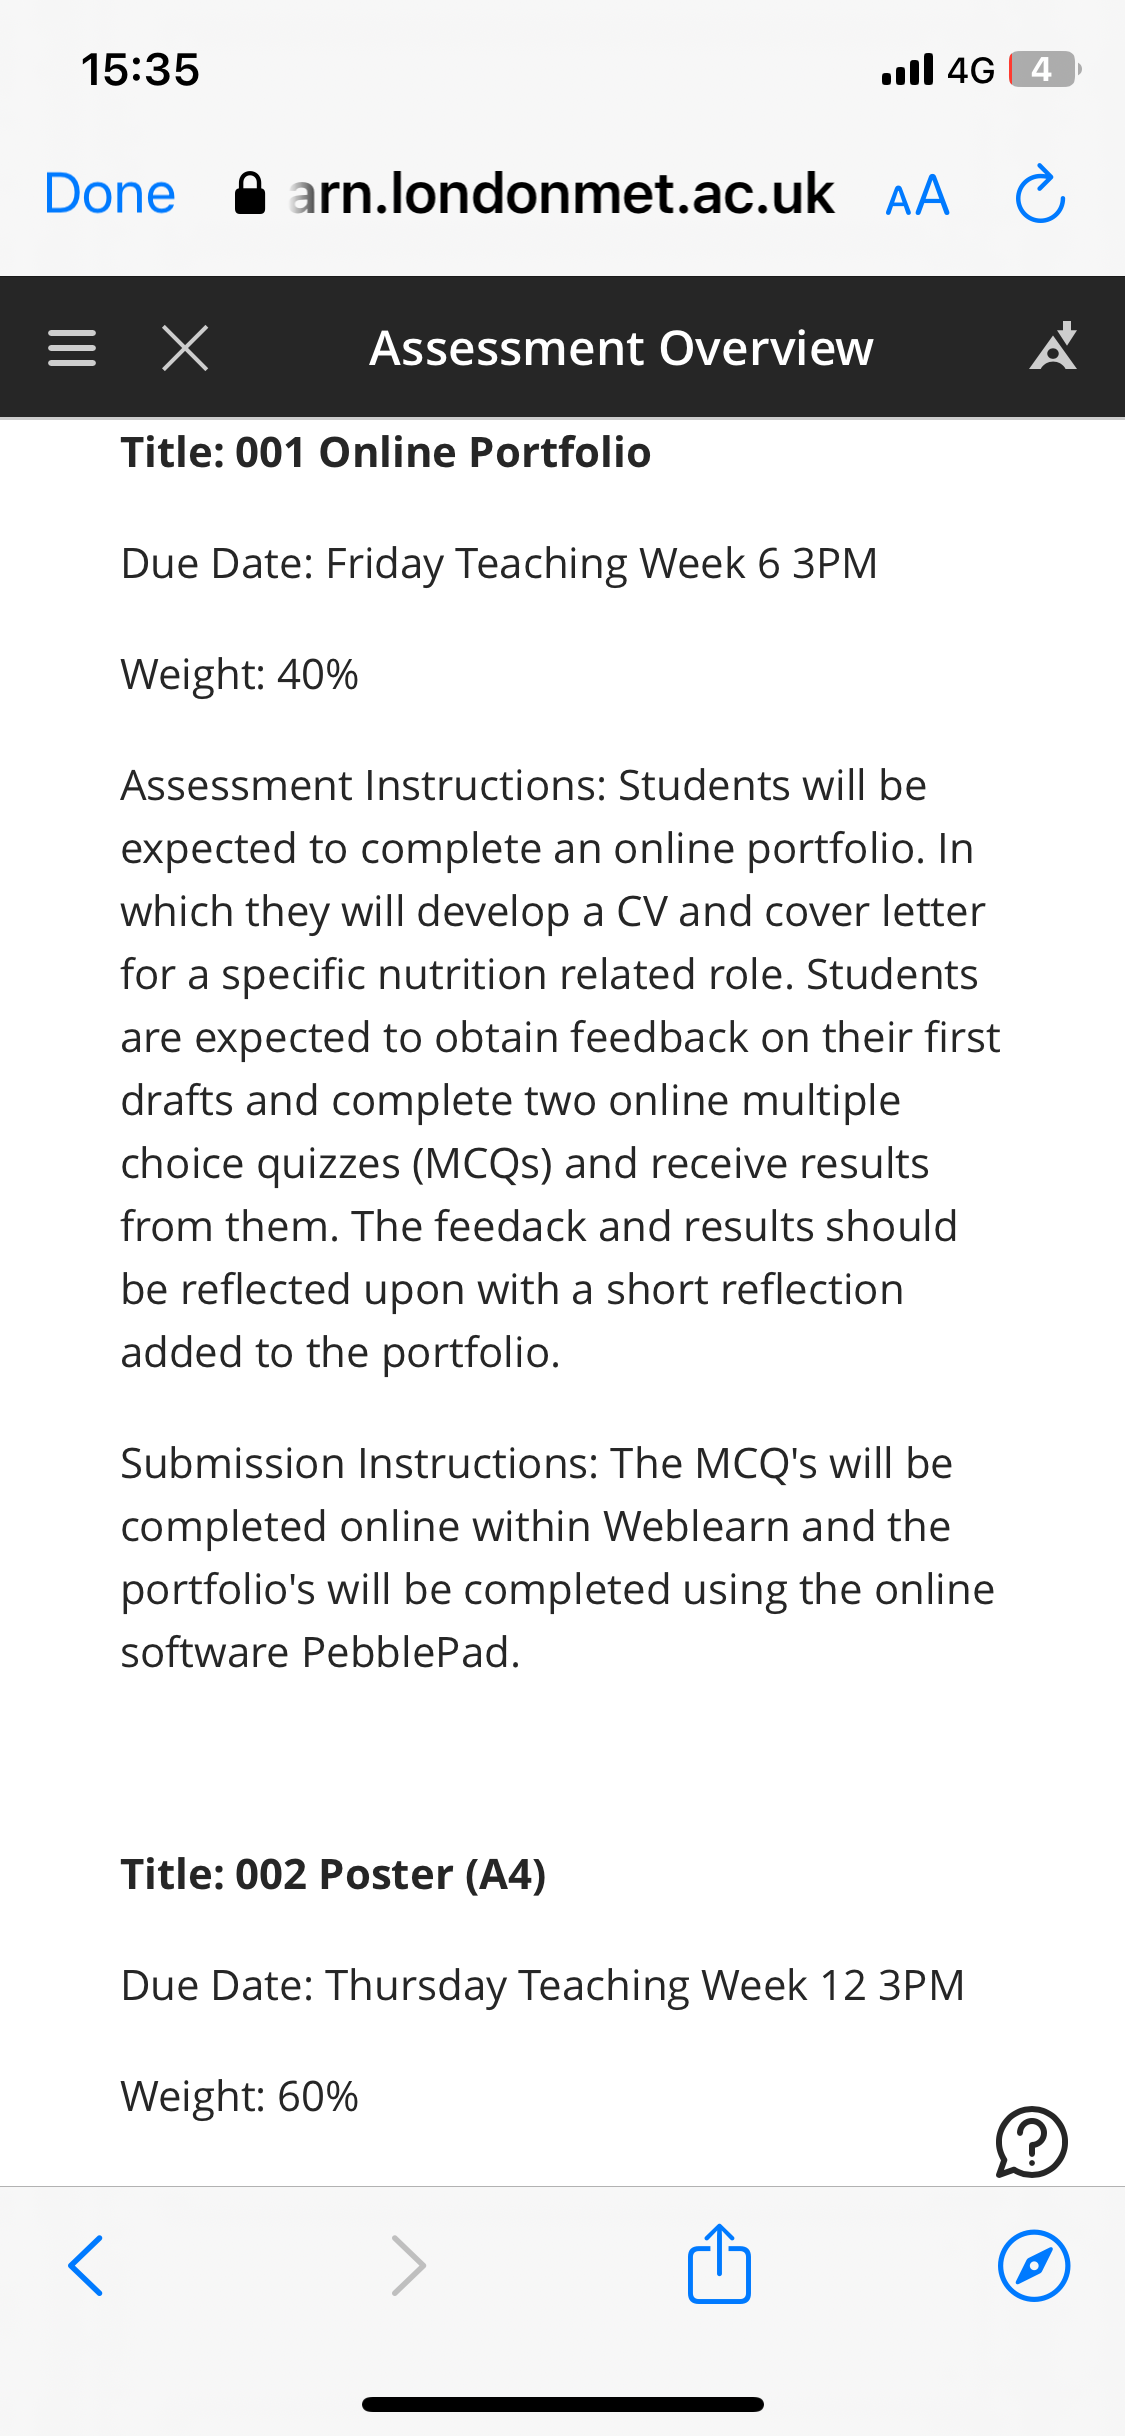 15:35
4G 4
Done arn.londonmet.ac.uk AA
Assessment Overview
Title: 001 Online Portfolio
Due Date: Friday Teaching Week 6 3PM
Weight: 40%
Assessment Instructions: Students will be
expected to complete an online portfolio. In
which they will develop a CV and cover letter
for a specific nutrition related role. Students
are expected to obtain feedback on their first
drafts and complete two online multiple
choice quizzes (MCQs) and receive results
from them. The feedack and results should
be reflected upon with a short reflection
added to the portfolio.
Submission Instructions: The MCQ's will be
completed online within Weblearn and the
portfolio's will be completed using the online
software PebblePad.
Title: 002 Poster (A4)
Due Date: Thursday Teaching Week 12 3PM
Weight: 60%